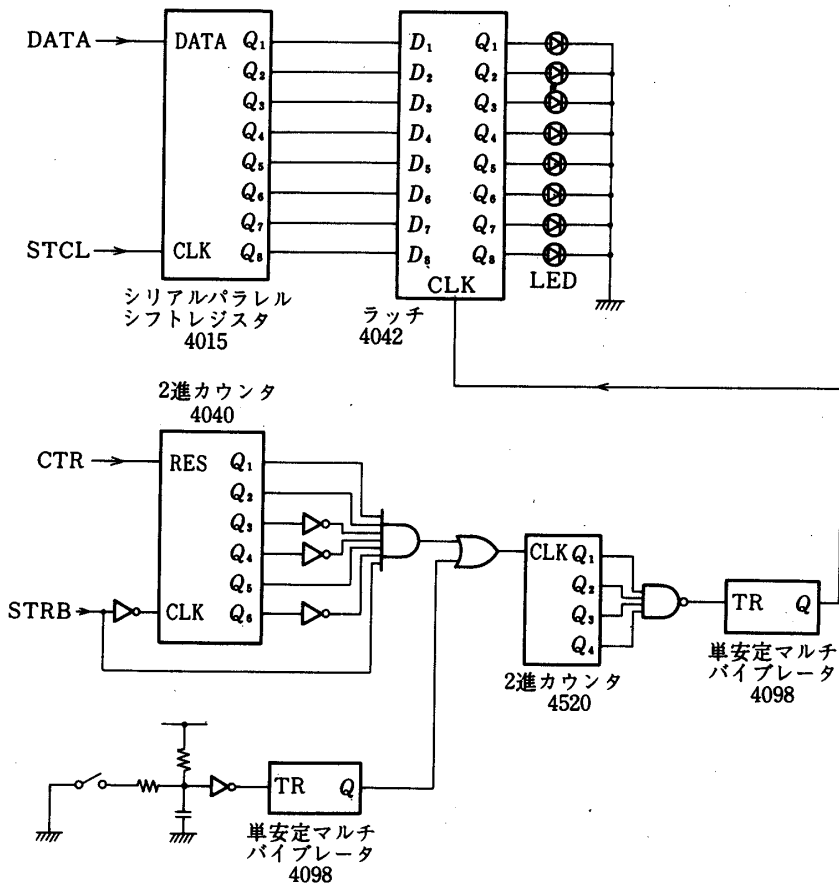 DATA
DATA Q₁ D₁ Q₁
Q₂ D₂ Q₂
Q₃ D₃ Q₃
Q₄ D₄ Q₄
Q₅ D₅ Q₅
Q₆ D₆ Q₆
Q₇ D₇ Q₇
STCL
CLK Q₈ D₈ Q₈
CLK
LED
シリアルパラレル
シフトレジスタ
4015
ラッチ
4042
2進カウンタ
4040
CTR
RES Q₁
Q₂
Q₃
Q₄
Q₅
STRB
CLK Q₆
CLK Q₁
Q₂
Q₃
Q₄
2進カウンタ
4520
TR Q
単安定マルチ
バイブレータ
4098
TR Q
単安定マルチ
バイブレータ
4098